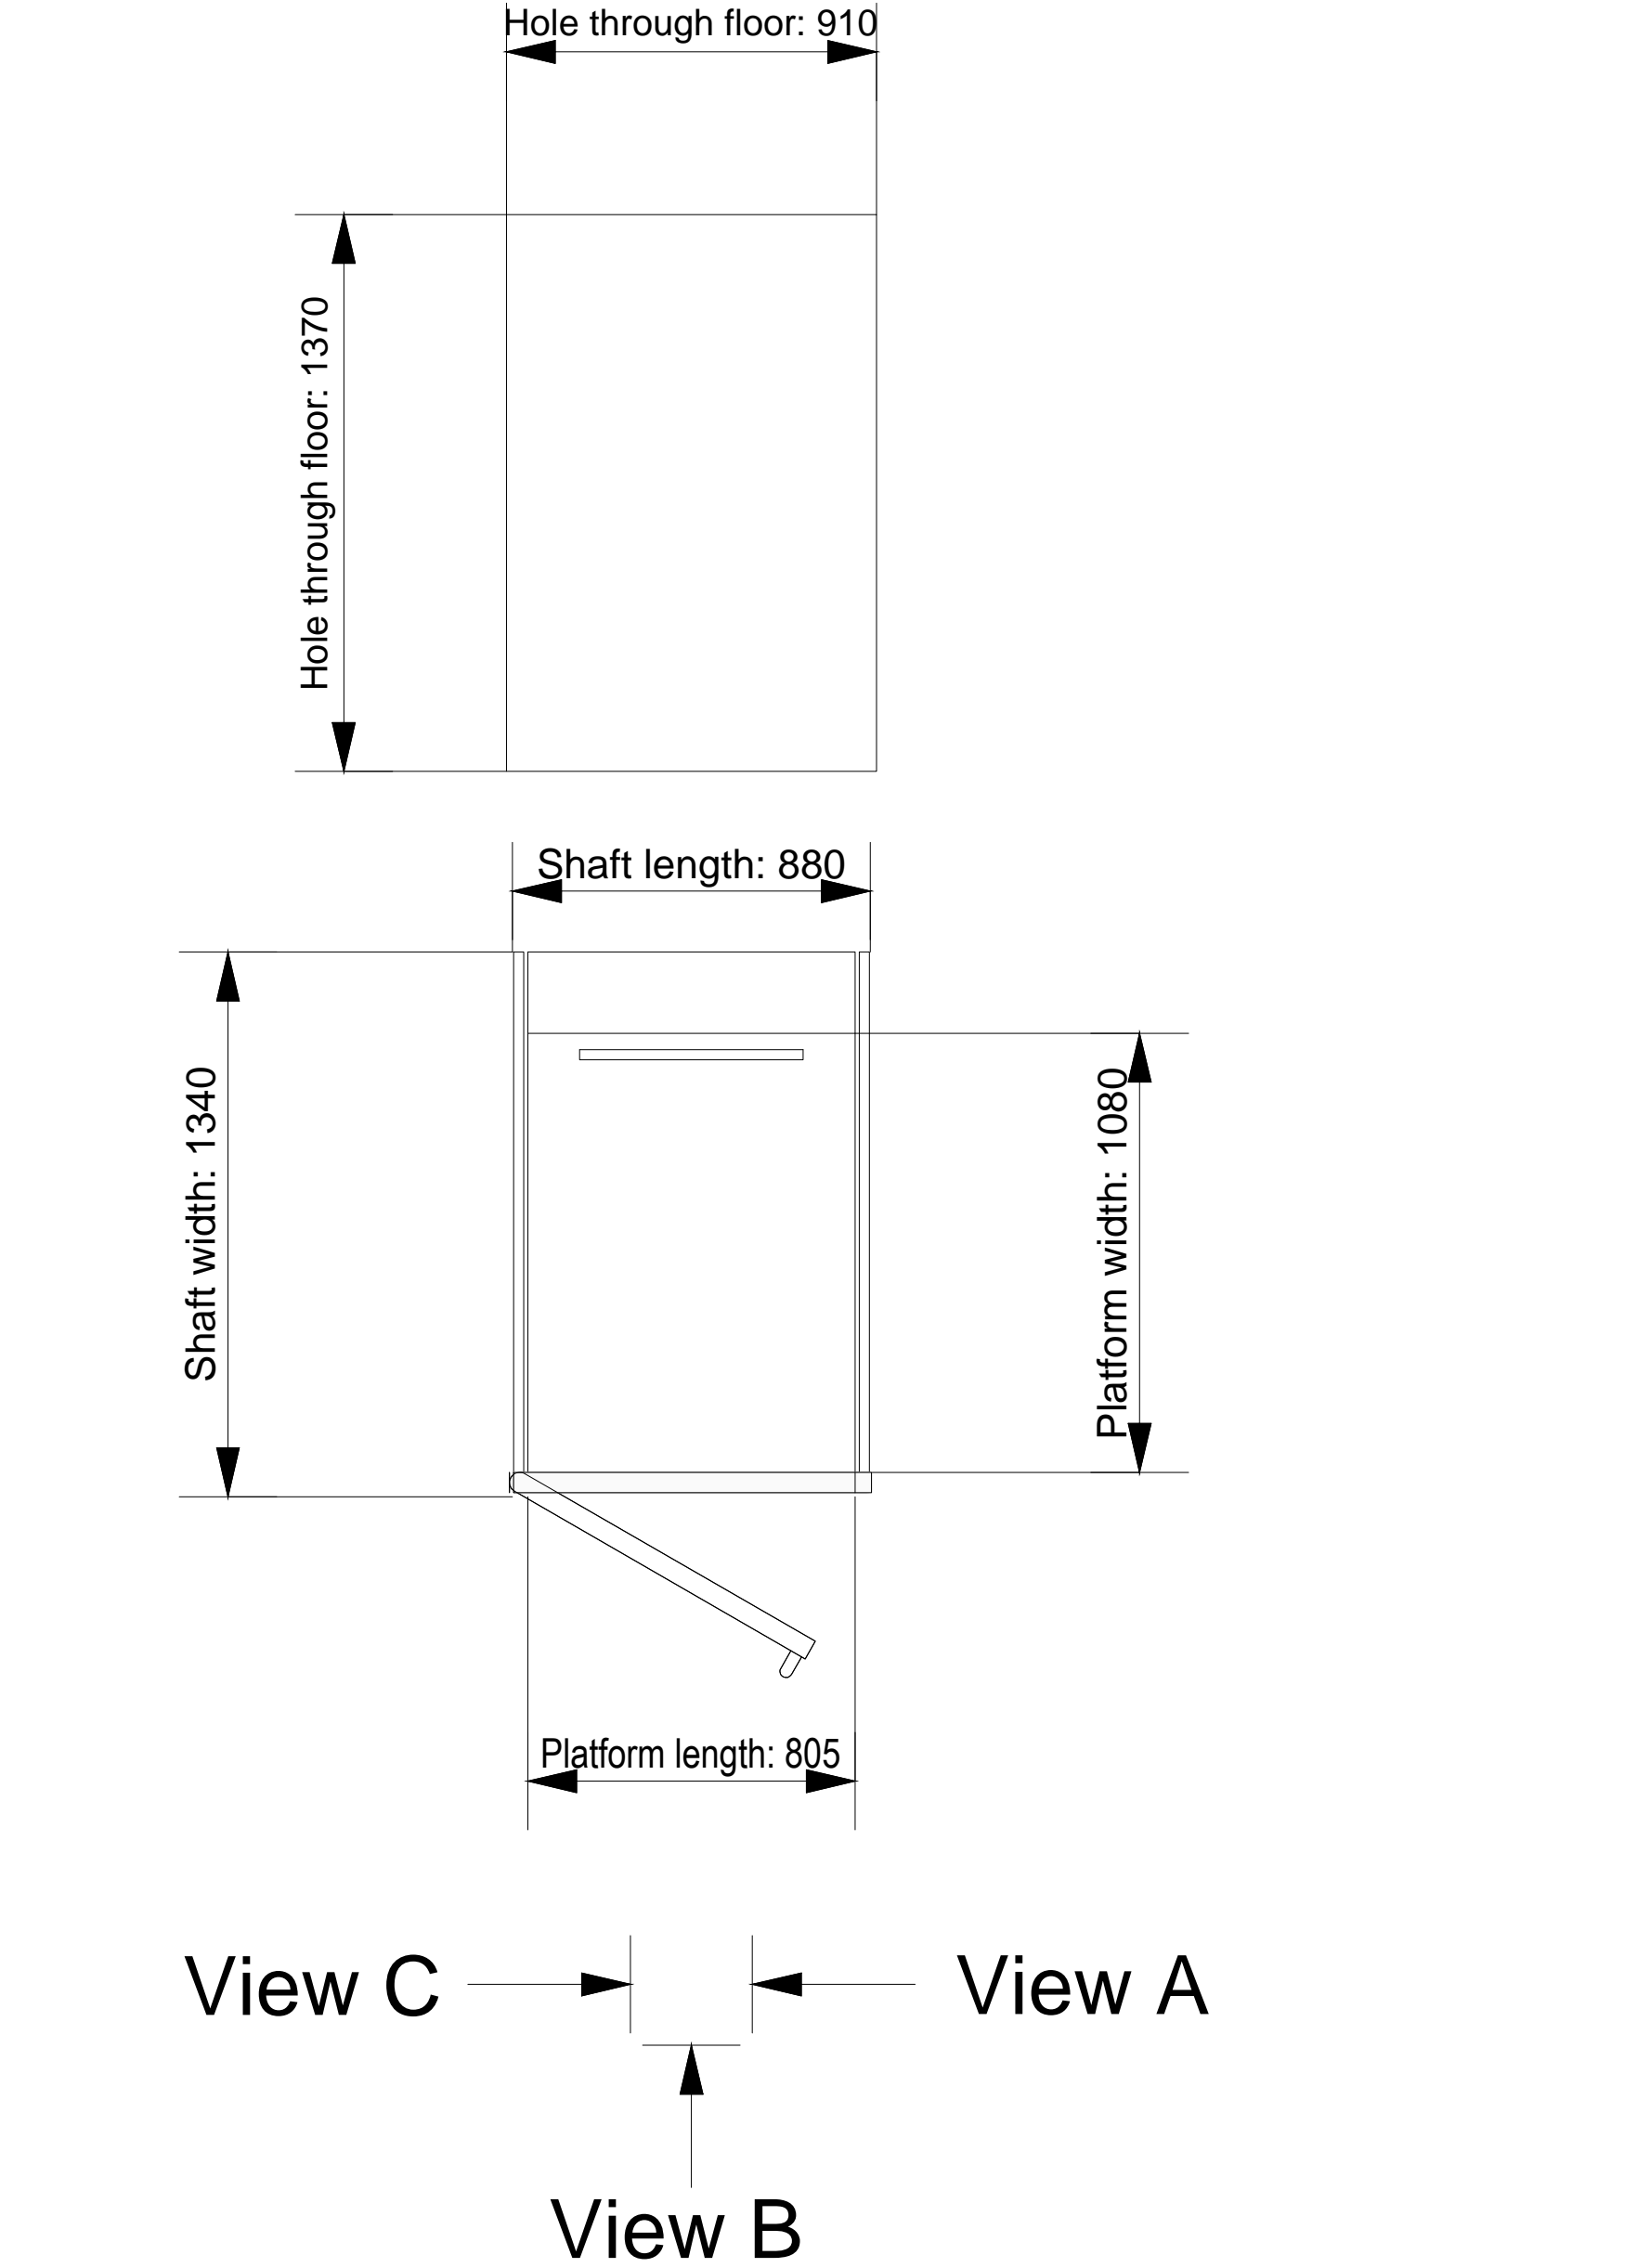 Hole through floor: 910
Hole through floor: 1370
Shaft length: 880
Shaft width: 1340
Platform width: 1080
Platform length: 805
View C
View A
View B